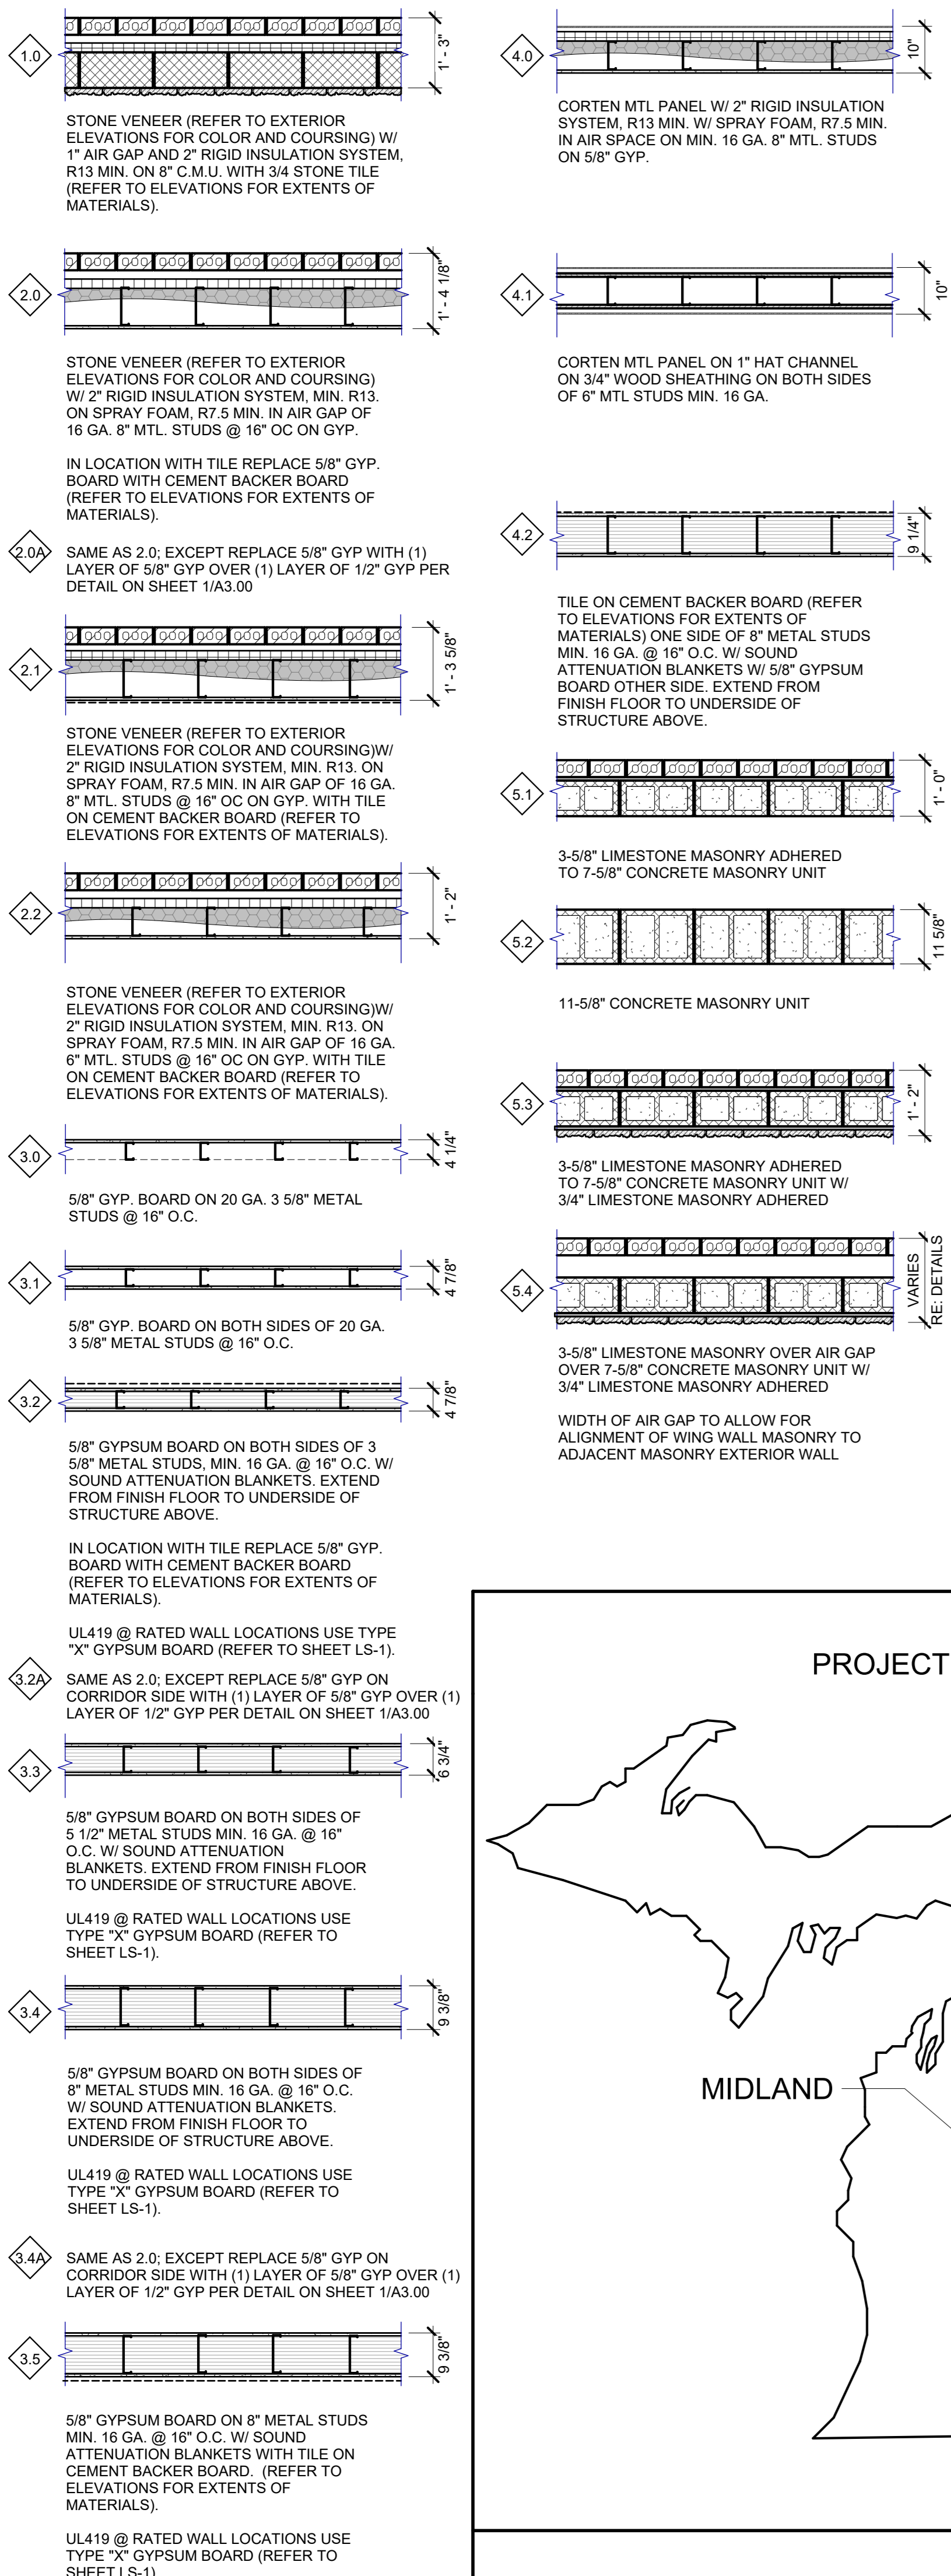 1.0
1' - 3"
STONE VENEER (REFER TO EXTERIOR
ELEVATIONS FOR COLOR AND COURSING) W/
1" AIR GAP AND 2" RIGID INSULATION SYSTEM,
R13 MIN. ON 8" C.M.U. WITH 3/4 STONE TILE
(REFER TO ELEVATIONS FOR EXTENTS OF
MATERIALS).
2.0
1' - 4 1/8"
STONE VENEER (REFER TO EXTERIOR
ELEVATIONS FOR COLOR AND COURSING)
W/ 2" RIGID INSULATION SYSTEM, MIN. R13.
ON SPRAY FOAM, R7.5 MIN. IN AIR GAP OF
16 GA. 8" MTL. STUDS @ 16" OC ON GYP.
IN LOCATION WITH TILE REPLACE 5/8" GYP.
BOARD WITH CEMENT BACKER BOARD
(REFER TO ELEVATIONS FOR EXTENTS OF
MATERIALS).
2.0A
SAME AS 2.0; EXCEPT REPLACE 5/8" GYP WITH (1)
LAYER OF 5/8" GYP OVER (1) LAYER OF 1/2" GYP PER
DETAIL ON SHEET 1/A3.00
2.1
1' - 3 5/8"
STONE VENEER (REFER TO EXTERIOR
ELEVATIONS FOR COLOR AND COURSING)W/
2" RIGID INSULATION SYSTEM, MIN. R13. ON
SPRAY FOAM, R7.5 MIN. IN AIR GAP OF 16 GA.
8" MTL. STUDS @ 16" OC ON GYP. WITH TILE
ON CEMENT BACKER BOARD (REFER TO
ELEVATIONS FOR EXTENTS OF MATERIALS).
2.2
1' - 2"
STONE VENEER (REFER TO EXTERIOR
ELEVATIONS FOR COLOR AND COURSING)W/
2" RIGID INSULATION SYSTEM, MIN. R13. ON
SPRAY FOAM, R7.5 MIN. IN AIR GAP OF 16 GA.
6" MTL. STUDS @ 16" OC ON GYP. WITH TILE
ON CEMENT BACKER BOARD (REFER TO
ELEVATIONS FOR EXTENTS OF MATERIALS).
3.0
4 1/4"
5/8" GYP. BOARD ON 20 GA. 3 5/8" METAL
STUDS @ 16" O.C.
3.1
4 7/8"
5/8" GYP. BOARD ON BOTH SIDES OF 20 GA.
3 5/8" METAL STUDS @ 16" O.C.
3.2
4 7/8"
5/8" GYPSUM BOARD ON BOTH SIDES OF 3
5/8" METAL STUDS, MIN. 16 GA. @ 16" O.C. W/
SOUND ATTENUATION BLANKETS. EXTEND
FROM FINISH FLOOR TO UNDERSIDE OF
STRUCTURE ABOVE.
IN LOCATION WITH TILE REPLACE 5/8" GYP.
BOARD WITH CEMENT BACKER BOARD
(REFER TO ELEVATIONS FOR EXTENTS OF
MATERIALS).
UL419 @ RATED WALL LOCATIONS USE TYPE
"X" GYPSUM BOARD (REFER TO SHEET LS-1).
3.2A
SAME AS 2.0; EXCEPT REPLACE 5/8" GYP ON
CORRIDOR SIDE WITH (1) LAYER OF 5/8" GYP OVER (1)
LAYER OF 1/2" GYP PER DETAIL ON SHEET 1/A3.00
3.3
6 3/4"
5/8" GYPSUM BOARD ON BOTH SIDES OF
5 1/2" METAL STUDS MIN. 16 GA. @ 16"
O.C. W/ SOUND ATTENUATION
BLANKETS. EXTEND FROM FINISH FLOOR
TO UNDERSIDE OF STRUCTURE ABOVE.
UL419 @ RATED WALL LOCATIONS USE
TYPE "X" GYPSUM BOARD (REFER TO
SHEET LS-1).
3.4
9 3/8"
5/8" GYPSUM BOARD ON BOTH SIDES OF
8" METAL STUDS MIN. 16 GA. @ 16" O.C.
W/ SOUND ATTENUATION BLANKETS.
EXTEND FROM FINISH FLOOR TO
UNDERSIDE OF STRUCTURE ABOVE.
UL419 @ RATED WALL LOCATIONS USE
TYPE "X" GYPSUM BOARD (REFER TO
SHEET LS-1).
3.4A
SAME AS 2.0; EXCEPT REPLACE 5/8" GYP ON
CORRIDOR SIDE WITH (1) LAYER OF 5/8" GYP OVER (1)
LAYER OF 1/2" GYP PER DETAIL ON SHEET 1/A3.00
3.5
9 3/8"
5/8" GYPSUM BOARD ON 8" METAL STUDS
MIN. 16 GA. @ 16" O.C. W/ SOUND
ATTENUATION BLANKETS WITH TILE ON
CEMENT BACKER BOARD. (REFER TO
ELEVATIONS FOR EXTENTS OF
MATERIALS).
UL419 @ RATED WALL LOCATIONS USE
TYPE "X" GYPSUM BOARD (REFER TO
SHEET LS-1)
4.0
10"
CORTEN MTL PANEL W/ 2" RIGID INSULATION
SYSTEM, R13 MIN. W/ SPRAY FOAM, R7.5 MIN.
IN AIR SPACE ON MIN. 16 GA. 8" MTL. STUDS
ON 5/8" GYP.
4.1
10"
CORTEN MTL PANEL ON 1" HAT CHANNEL
ON 3/4" WOOD SHEATHING ON BOTH SIDES
OF 6" MTL STUDS MIN. 16 GA.
4.2
9 1/4"
TILE ON CEMENT BACKER BOARD (REFER
TO ELEVATIONS FOR EXTENTS OF
MATERIALS) ONE SIDE OF 8" METAL STUDS
MIN. 16 GA. @ 16" O.C. W/ SOUND
ATTENUATION BLANKETS W/ 5/8" GYPSUM
BOARD OTHER SIDE. EXTEND FROM
FINISH FLOOR TO UNDERSIDE OF
STRUCTURE ABOVE.
5.1
1' - 0"
3-5/8" LIMESTONE MASONRY ADHERED
TO 7-5/8" CONCRETE MASONRY UNIT
5.2
11 5/8"
11-5/8" CONCRETE MASONRY UNIT
5.3
1' - 2"
3-5/8" LIMESTONE MASONRY ADHERED
TO 7-5/8" CONCRETE MASONRY UNIT W/
3/4" LIMESTONE MASONRY ADHERED
5.4
VARIES
RE: DETAILS
3-5/8" LIMESTONE MASONRY OVER AIR GAP
OVER 7-5/8" CONCRETE MASONRY UNIT W/
3/4" LIMESTONE MASONRY ADHERED
WIDTH OF AIR GAP TO ALLOW FOR
ALIGNMENT OF WING WALL MASONRY TO
ADJACENT MASONRY EXTERIOR WALL
PROJECT
MIDLAND